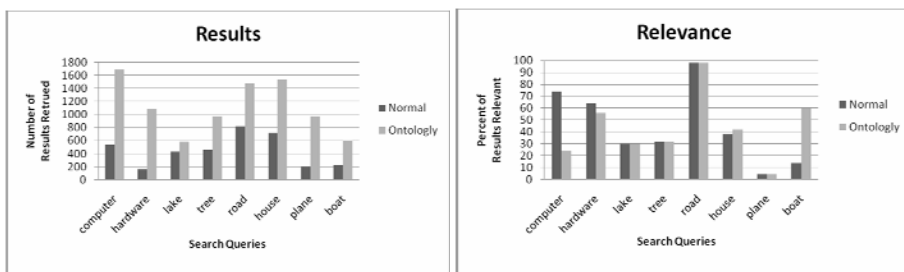 Results
Number of
Results Retrued
1800
1600
1400
1200
1000
800
600
400
200
0
computer
hardware
lake
tree
road
house
plane
boat
Search Queries
Normal
Ontologly
Relevance
Percent of
Results Relevant
100
90
80
70
60
50
40
30
20
10
0
computer
hardware
lake
tree
road
house
plane
boat
Search Queries
Normal
Ontologly